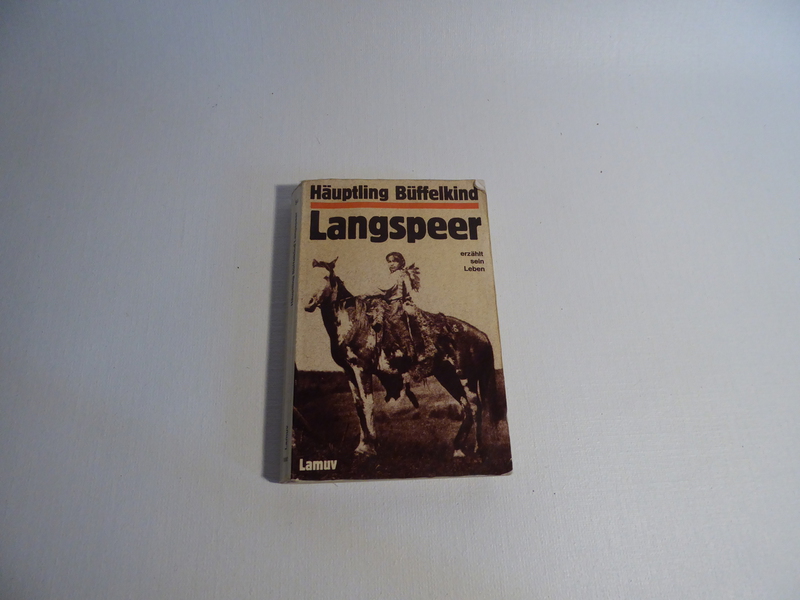 Häuptling Büffelkind
Langspeer
erzählt
sein
Leben
Lamuv